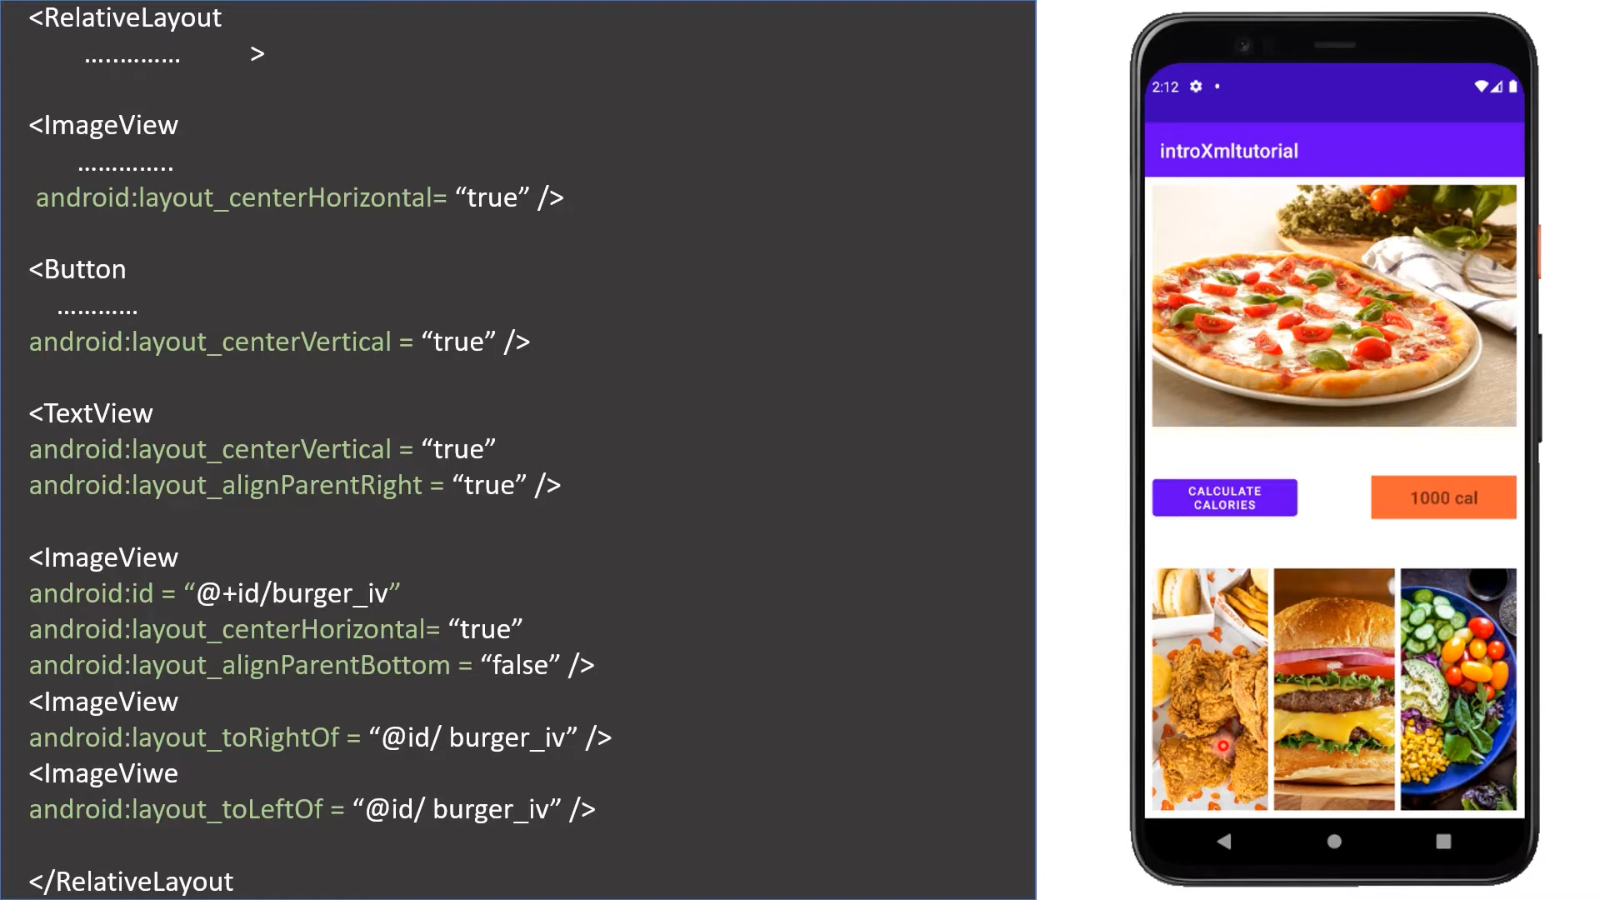 <RelativeLayout
.............. >
<ImageView
..............
android:layout_centerHorizontal= “true” />
<Button
............
android:layout_centerVertical = “true” />
<TextView
android:layout_centerVertical = “true”
android:layout_alignParentRight = “true” />
<ImageView
android:id = “@+id/burger_iv”
android:layout_centerHorizontal= “true”
android:layout_alignParentBottom = “false” />
<ImageView
android:layout_toRightOf = “@id/ burger_iv” />
<ImageViwe
android:layout_toLeftOf = “@id/ burger_iv” />
</RelativeLayout
2:12
introXmltutorial
CALCULATE
CALORIES
1000 cal